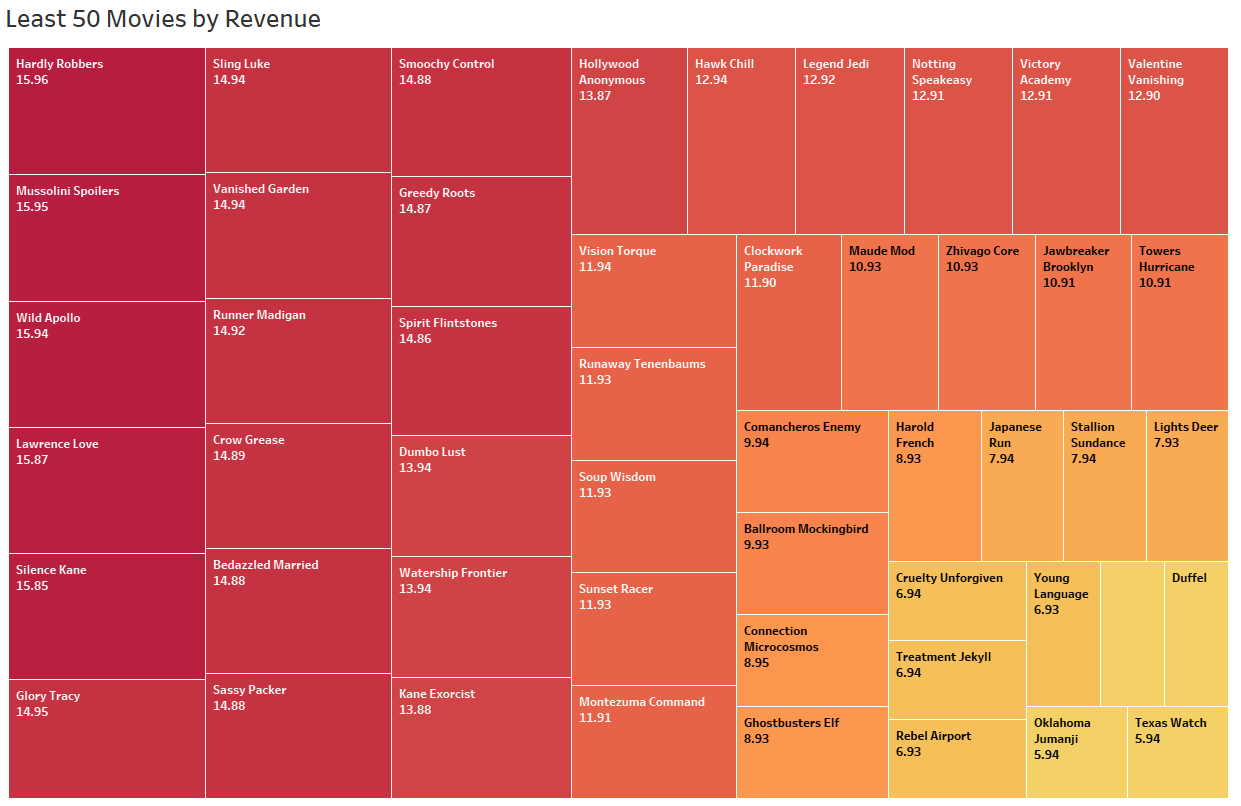 Least 50 Movies by Revenue
Hardly Robbers
15.96
Mussolini Spoilers
15.95
Wild Apollo
15.94
Lawrence Love
15.87
Silence Kane
15.85
Glory Tracy
14.95
Sling Luke
14.94
Vanished Garden
14.94
Runner Madigan
14.92
Crow Grease
14.89
Bedazzled Married
14.88
Sassy Packer
14.88
Smoochy Control
14.88
Greedy Roots
14.87
Spirit Flintstones
14.86
Dumbo Lust
13.94
Watership Frontier
13.94
Kane Exorcist
13.88
Hollywood
Anonymous
13.87
Hawk Chill
12.94
Legend Jedi
12.92
Notting
Speakeasy
12.91
Victory
Academy
12.91
Valentine
Vanishing
12.90
Vision Torque
11.94
Runaway Tenenbaums
11.93
Soup Wisdom
11.93
Sunset Racer
11.93
Montezuma Command
11.91
Clockwork
Paradise
11.90
Maude Mod
10.93
Zhivago Core
10.93
Jawbreaker
Brooklyn
10.91
Towers
Hurricane
10.91
Comancheros Enemy
9.94
Ballroom Mockingbird
9.93
Connection
Microcosmos
8.95
Ghostbusters Elf
8.93
Harold
French
8.93
Japanese
Run
7.94
Stallion
Sundance
7.94
Lights Deer
7.93
Cruelty Unforgiven
6.94
Treatment Jekyll
6.94
Rebel Airport
6.93
Young
Language
6.93
Duffel
Oklahoma
Jumanji
5.94
Texas Watch
5.94